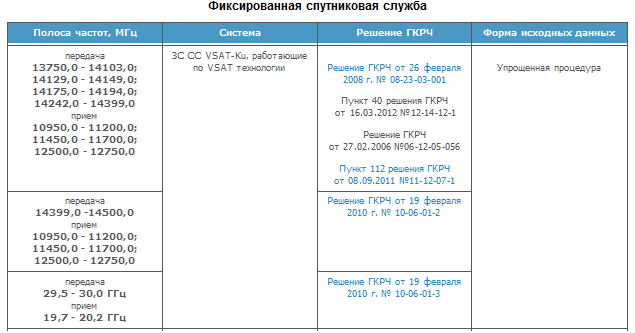 Фиксированная спутниковая служба
Полоса частот, МГц
Система
Решение ГКРЧ
Форма исходных данных
передача
13750,0 - 14103,0;
14129,0 - 14149,0;
14175,0 - 14194,0;
14242,0 - 14399,0
прием
10950,0 - 11200,0;
11450,0 - 11700,0;
12500,0 - 12750,0
ЗС СС VSAT-Ku, работающие
по VSAT технологии
Решение ГКРЧ от 26 февраля
2008 г. № 08-23-03-001
Пункт 40 решения ГКРЧ
от 16.03.2012 №12-14-12-1
Решение ГКРЧ
от 27.02.2006 №06-12-05-056
Пункт 112 решения ГКРЧ
от 08.09.2011 №11-12-07-1
Упрощенная процедура
передача
14399,0 -14500,0
прием
10950,0 - 11200,0;
11450,0 - 11700,0;
12500,0 - 12750,0
Решение ГКРЧ от 19 февраля
2010 г. № 10-06-01-2
передача
29,5 - 30,0 ГГц
прием
19,7 - 20,2 ГГц
Решение ГКРЧ от 19 февраля
2010 г. № 10-06-01-3